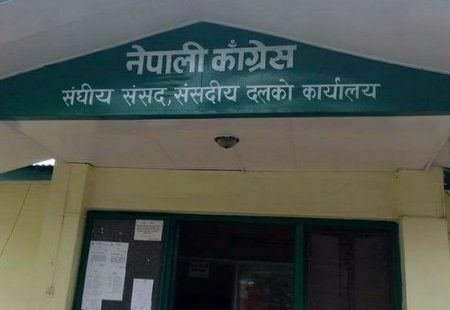 नेपाली काँग्रेस
संघीय संसद, संसदीय दलको कार्यालय